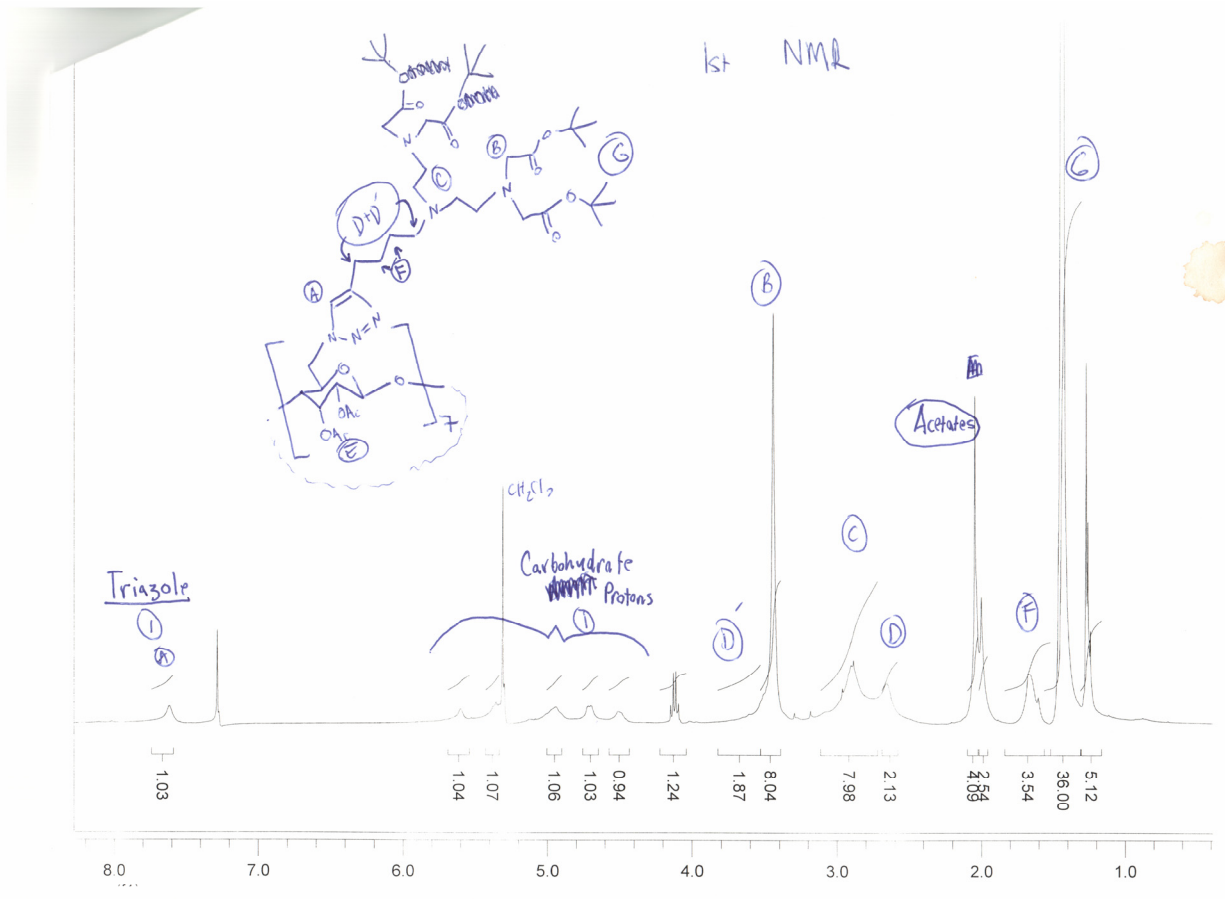 1st NMR
O
O
O
O
N
B
O
O
G
C
N
O
O
N
D+D'
F
A
N
N=N
O
O
OAc
OAc
E
7
G
B
Acetates
CH2Cl2
C
Carbohydrate
Protons
1
Triazole
1
A
D'
D
F
1.03
1.04
1.07
1.06
1.03
0.94
1.24
1.87
8.04
7.98
2.13
4.09
2.54
3.54
36.00
5.12
8.0 7.0 6.0 5.0 4.0 3.0 2.0 1.0